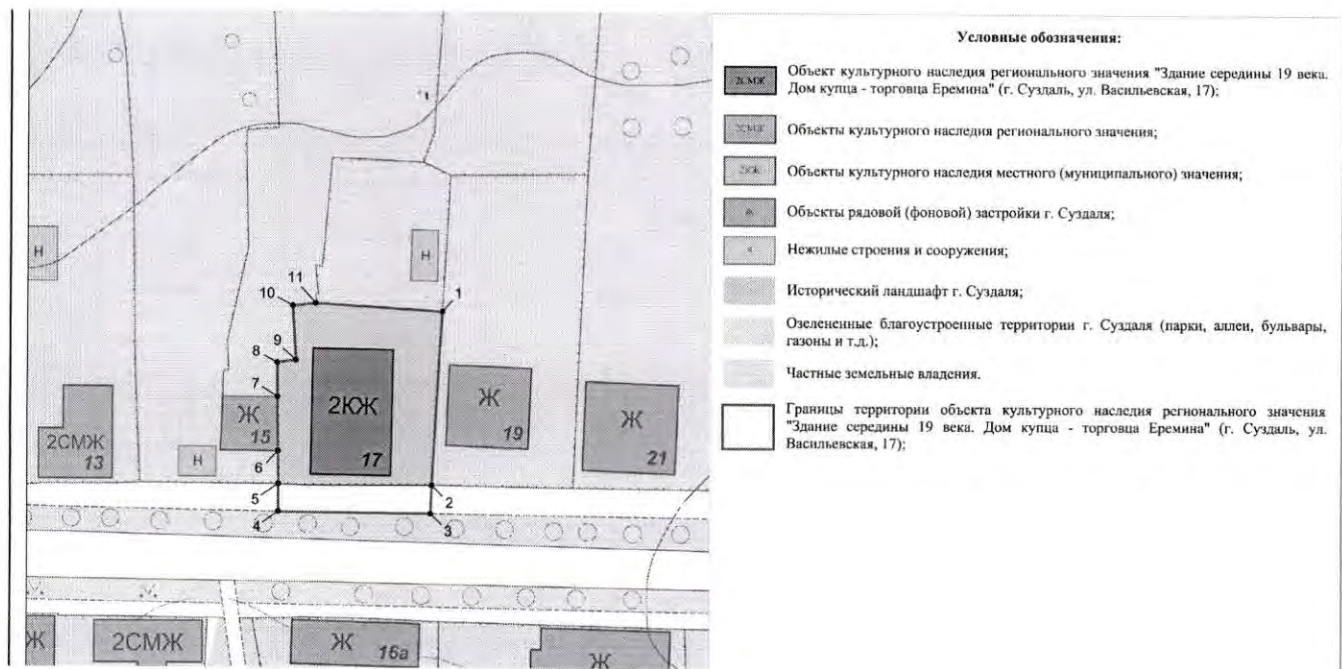 Н
Н
11
10
1
9
8
7
Ж
15
2КЖ
17
Ж
19
Ж
21
2СМЖ
13
Н
6
5
2
4
3
Ж
2СМЖ
Ж
16а
Ж
Условные обозначения:
Объект культурного наследия регионального значения "Здание середины 19 века.
Дом купца - торговца Еремина" (г. Суздаль, ул. Васильевская, 17);
Объекты культурного наследия регионального значения;
Объекты культурного наследия местного (муниципального) значения;
Объекты рядовой (фоновой) застройки г. Суздаля;
Нежилые строения и сооружения;
Исторический ландшафт г. Суздаля;
Озелененные благоустроенные территории г. Суздаля (парки, аллеи, бульвары,
газоны и т.д.);
Частные земельные владения.
Границы территории объекта культурного наследия регионального значения
"Здание середины 19 века. Дом купца - торговца Еремина" (г. Суздаль, ул.
Васильевская, 17);